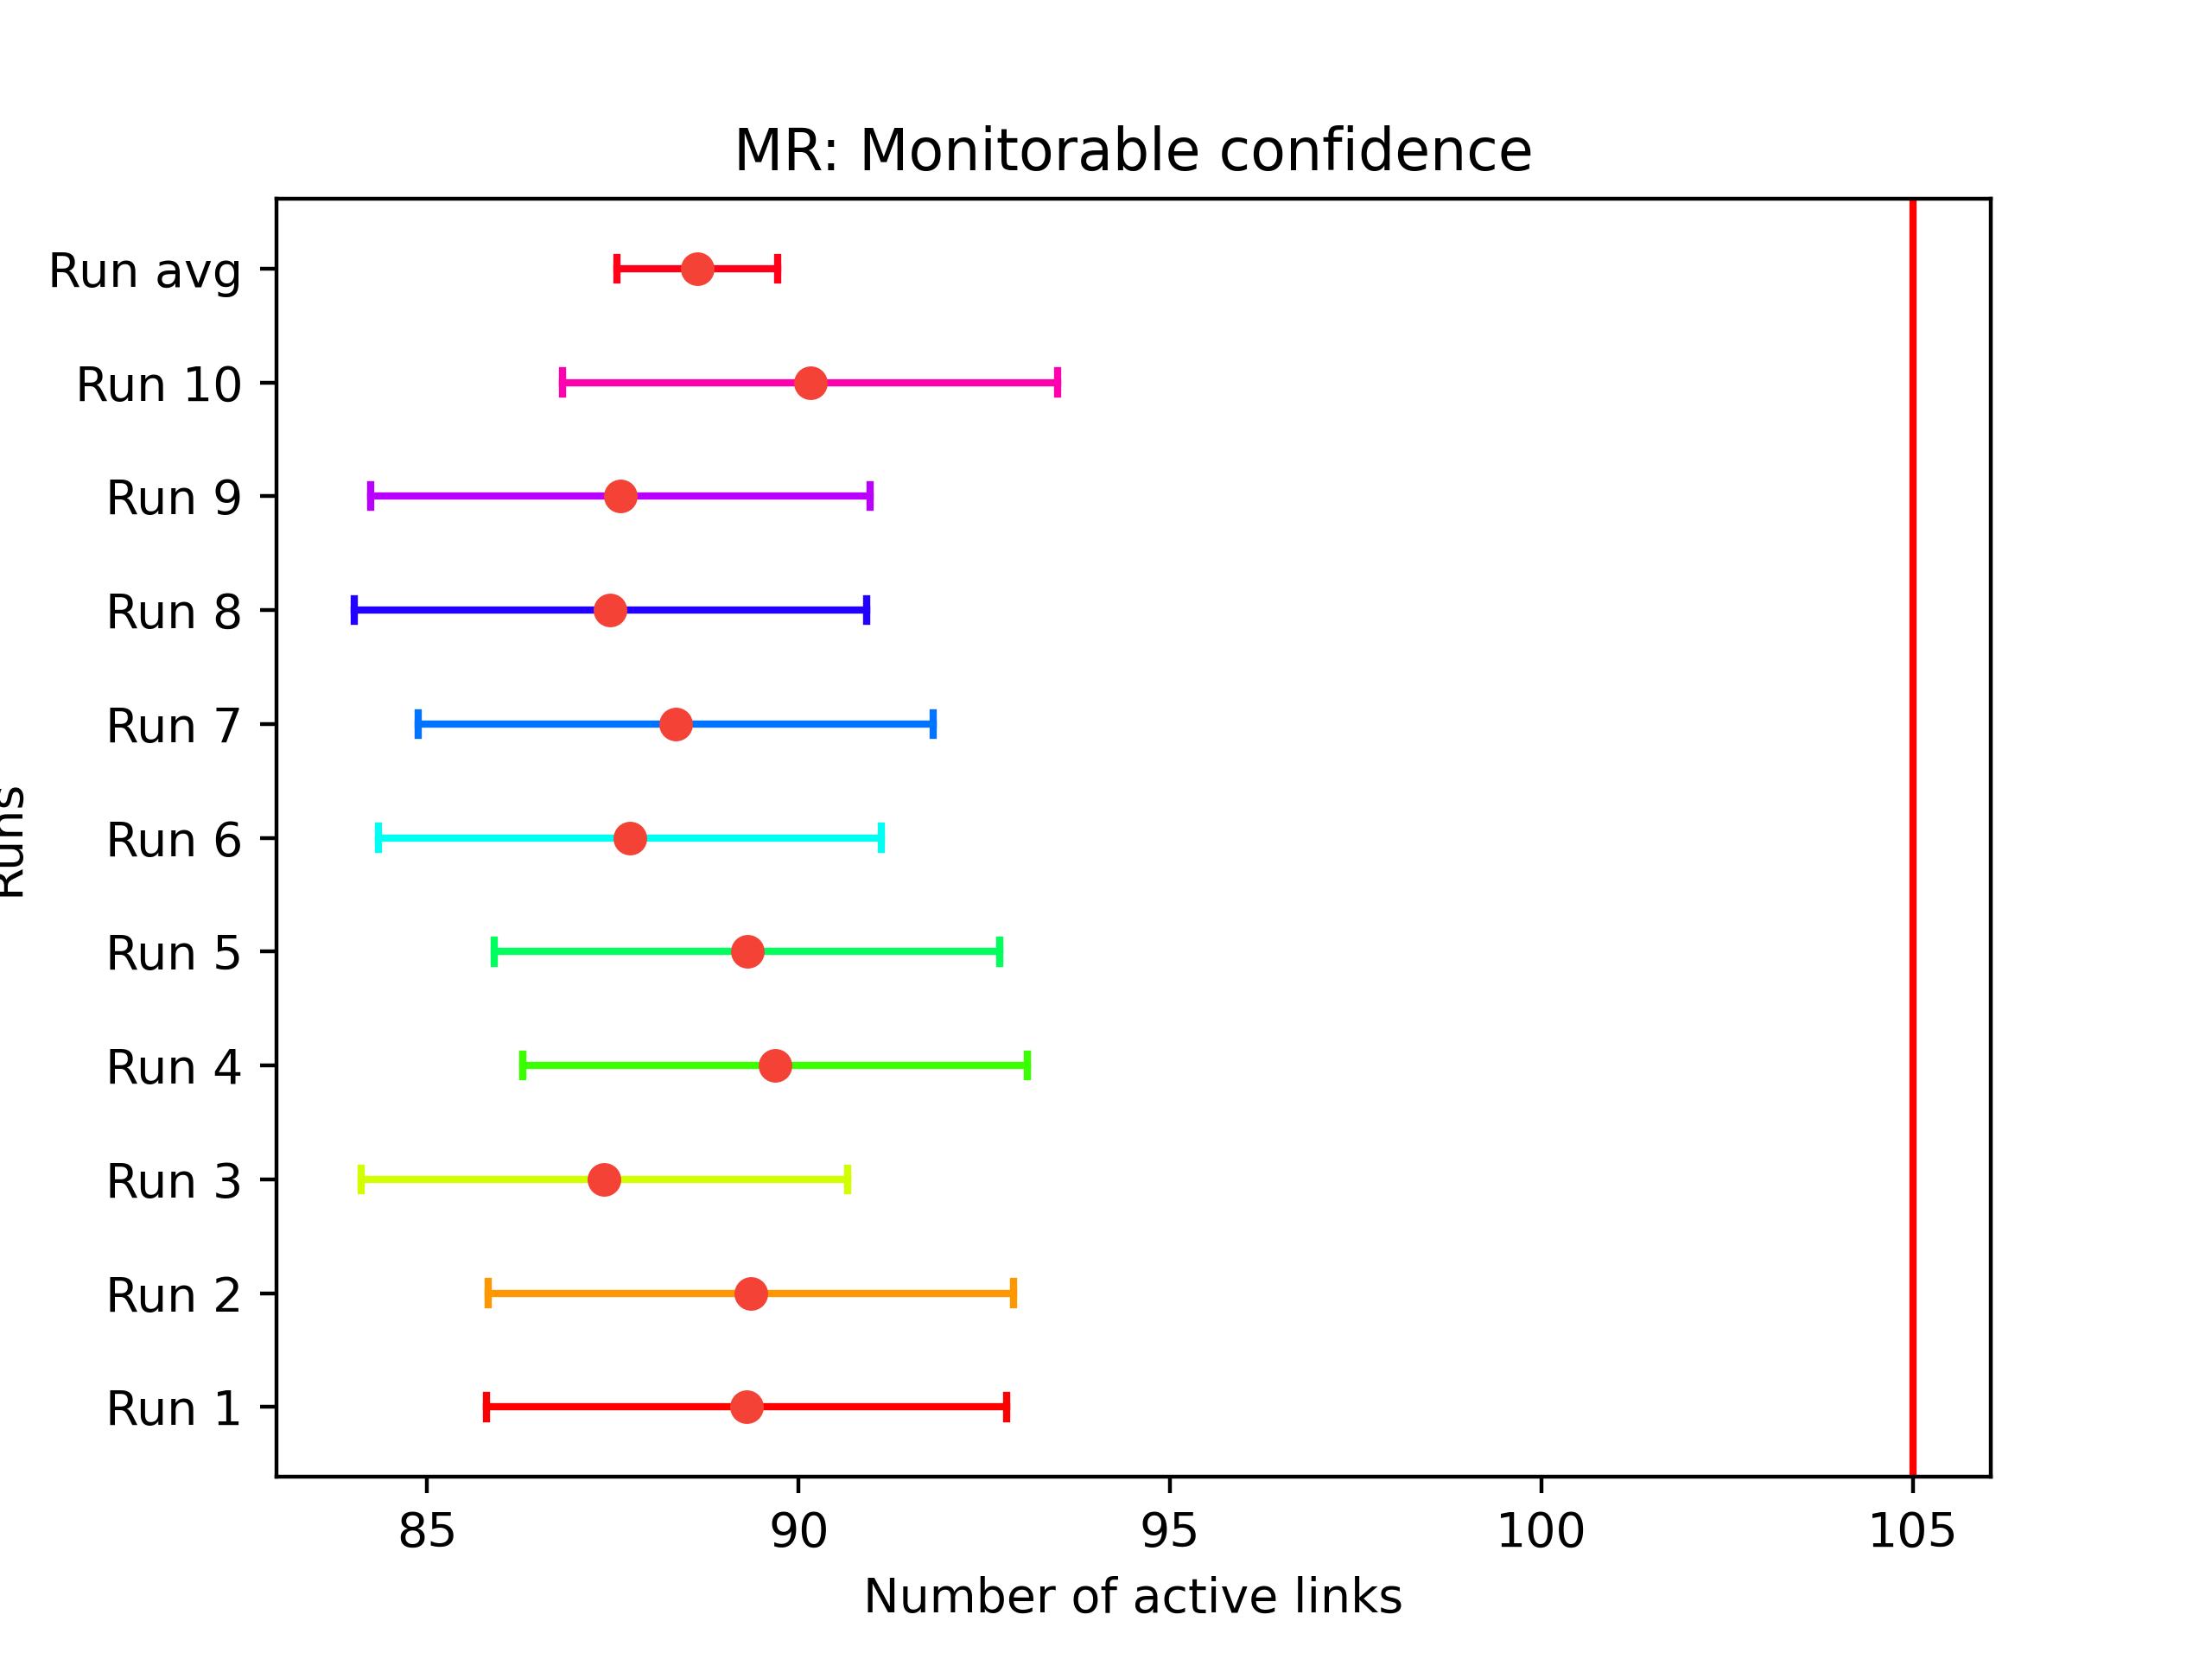 MR: Monitorable confidence
Run avg
Run 10
Run 9
Run 8
Run 7
Run 6
Run 5
Run 4
Run 3
Run 2
Run 1
Runs
85 90 95 100 105
Number of active links